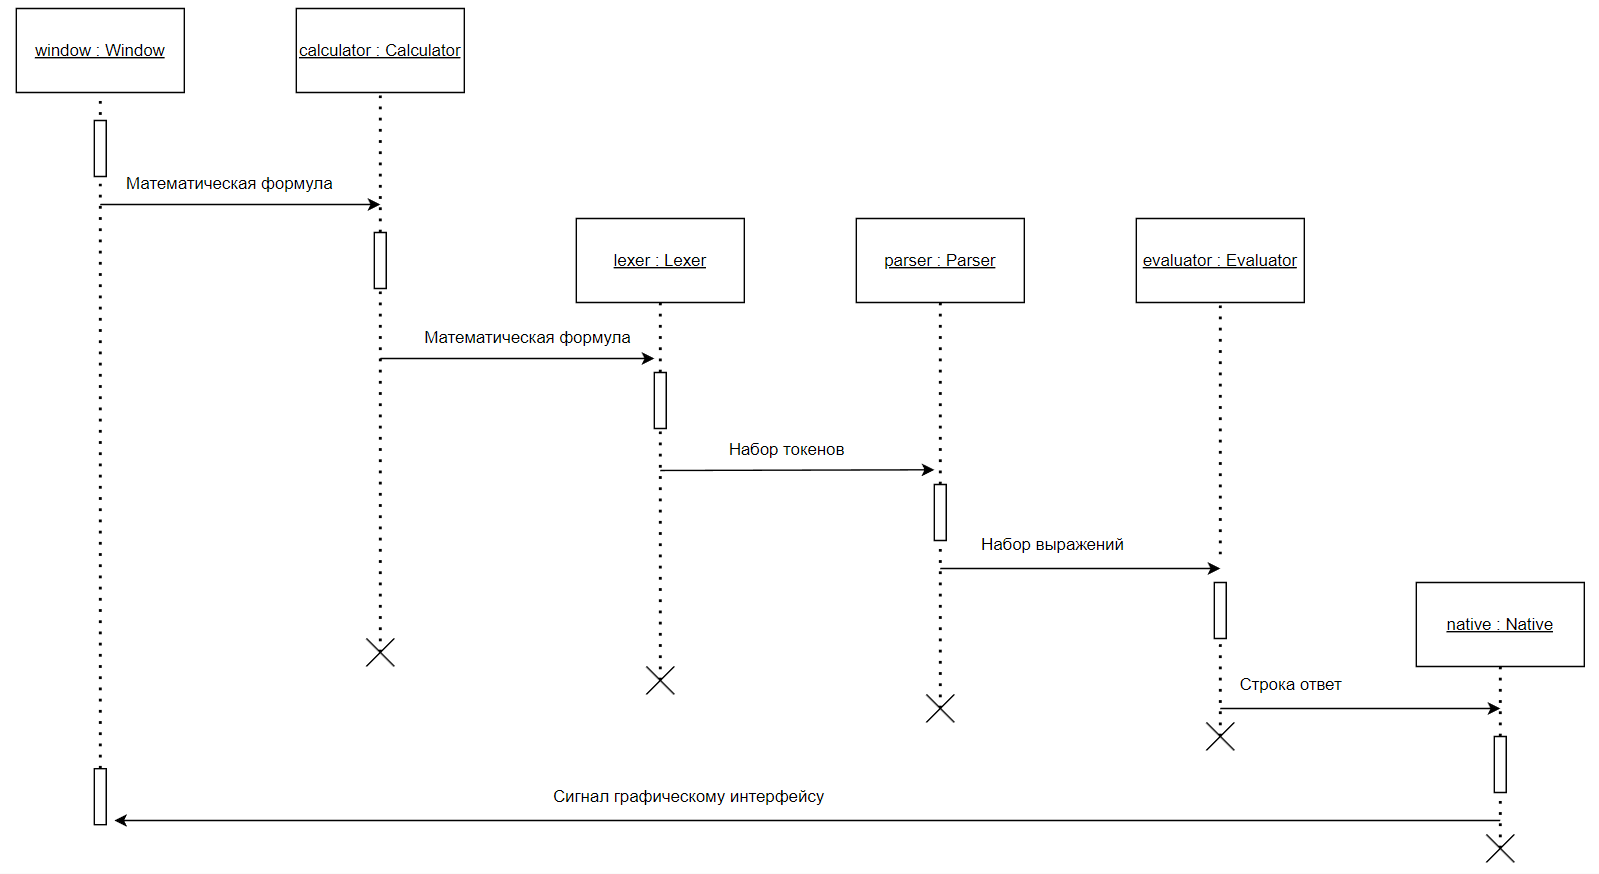 window : Window
calculator : Calculator
Математическая формула
lexer : Lexer
parser : Parser
evaluator : Evaluator
Математическая формула
Набор токенов
Набор выражений
native : Native
Строка ответ
Сигнал графическому интерфейсу